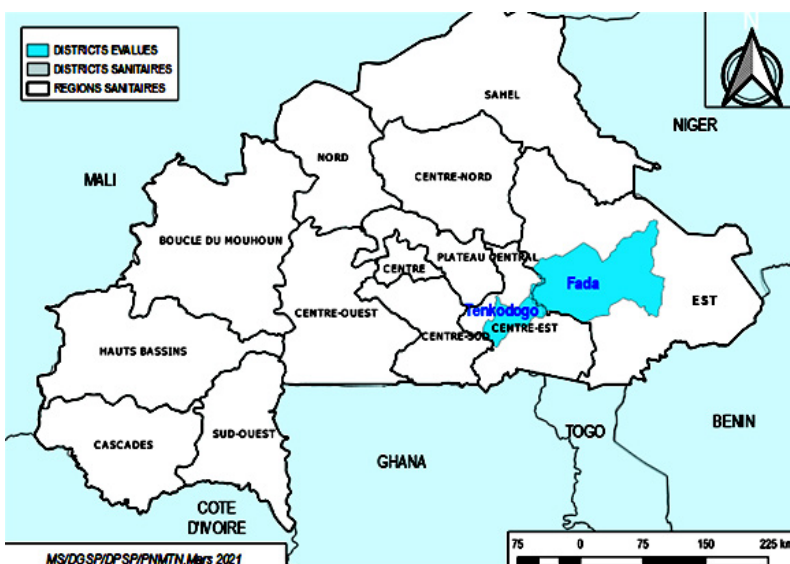 N
DISTRICTS EVALUES
DISTRICTS SANITAIRES
REGIONS SANITAIRES
SAHEL
NIGER
MALI
NORD
CENTRE-NORD
BOUCLE DU MOUHOUN
PLATEAU CENTRAL
CENTRE
Fada
EST
Tenkodogo
CENTRE-OUEST
CENTRE-SUD
CENTRE-EST
HAUTS BASSINS
BENIN
TOGO
SUD-OUEST
CASCADES
GHANA
COTE
D'IVOIRE
MS/DGSP/DPSP/PNMTN,Mars 2021
75 0 75 150 225 km